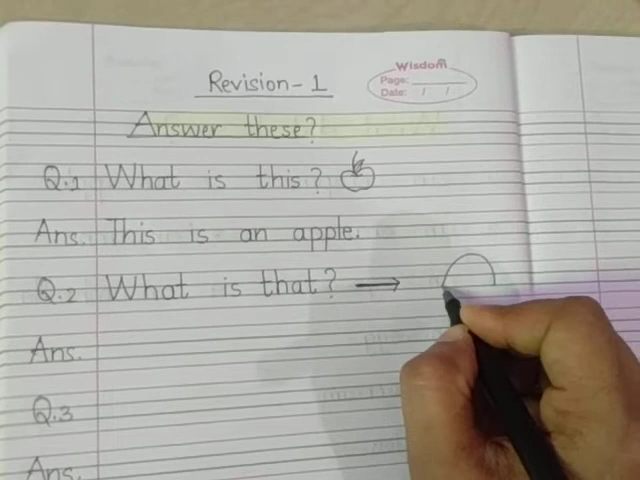 Wisdom
Revision - 1
Page:
Date: / /
Answer these?
Q.1 What is this?
Ans. This is an apple.
Q.2 What is that? →
Ans.
Q.3
Ans.